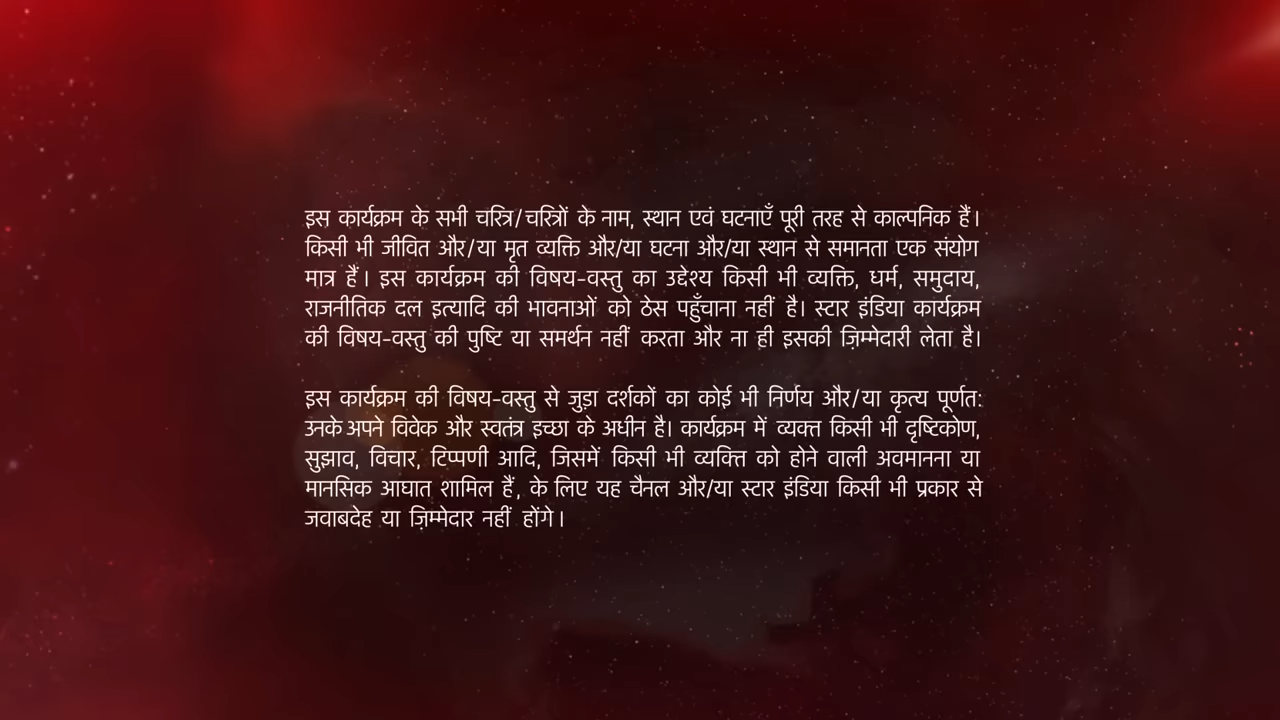 इस कार्यक्रम के सभी चरित्र/चरित्रों के नाम, स्थान एवं घटनाएँ पूरी तरह से काल्पनिक हैं।
किसी भी जीवित और/या मृत व्यक्ति और/या घटना और/या स्थान से समानता एक संयोग
मात्र हैं। इस कार्यक्रम की विषय-वस्तु का उद्देश्य किसी भी व्यक्ति, धर्म, समुदाय,
राजनीतिक दल इत्यादि की भावनाओं को ठेस पहुँचाना नहीं है। स्टार इंडिया कार्यक्रम
की विषय-वस्तु की पुष्टि या समर्थन नहीं करता और ना ही इसकी ज़िम्मेदारी लेता है।
इस कार्यक्रम की विषय-वस्तु से जुड़ा दर्शकों का कोई भी निर्णय और/या कृत्य पूर्णत:
उनके अपने विवेक और स्वतंत्र इच्छा के अधीन है। कार्यक्रम में व्यक्त किसी भी दृष्टिकोण,
सुझाव, विचार, टिप्पणी आदि, जिसमें किसी भी व्यक्ति को होने वाली अवमानना या
मानसिक आघात शामिल हैं, के लिए यह चैनल और/या स्टार इंडिया किसी भी प्रकार से
जवाबदेह या ज़िम्मेदार नहीं होंगे।